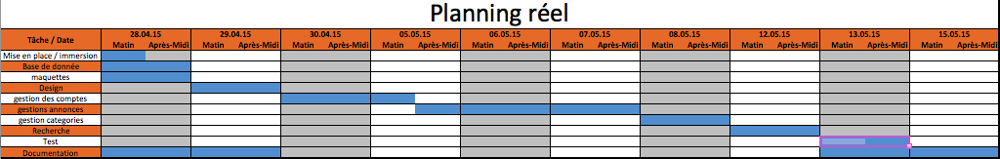 Planning réel
Tâche / Date 28.04.15 29.04.15 30.04.15 05.05.15 06.05.15 07.05.15 08.05.15 12.05.15 13.05.15 15.05.15
Matin Après-Midi Matin Après-Midi Matin Après-Midi Matin Après-Midi Matin Après-Midi Matin Après-Midi Matin Après-Midi Matin Après-Midi Matin Après-Midi Matin Après-Midi
Mise en place / immersion
Base de donnée
maquettes
Design
gestion des comptes
gestions annonces
gestion categories
Recherche
Test
Documentation